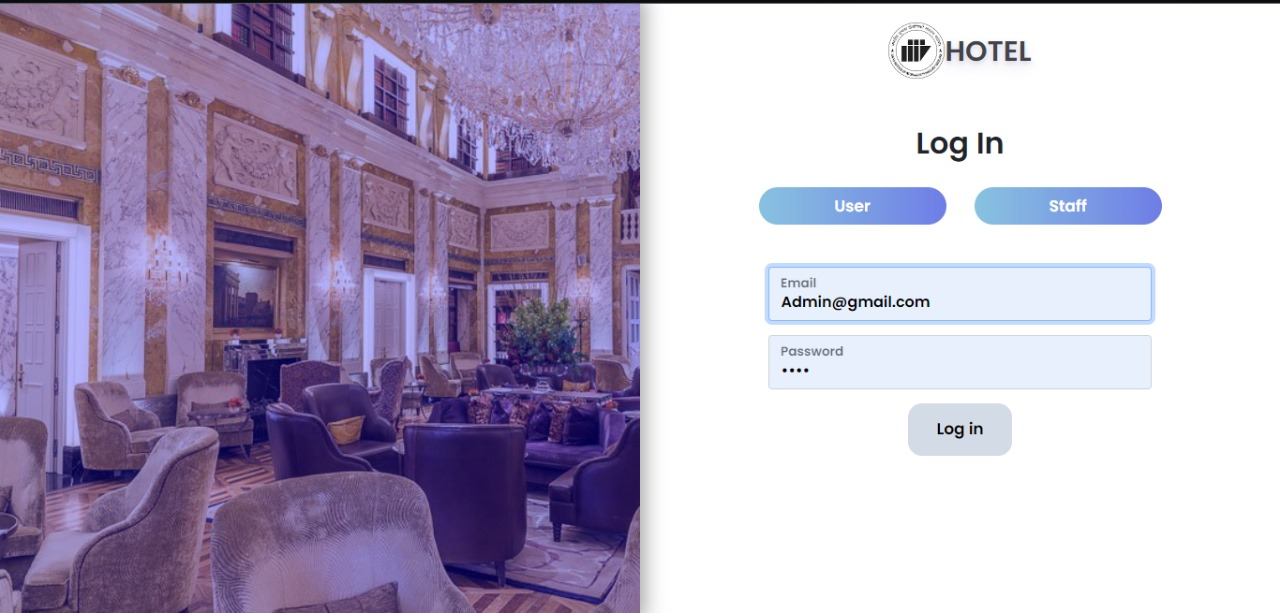 HOTEL
Log In
User
Staff
Email
Admin@gmail.com
Password
••••
Log in